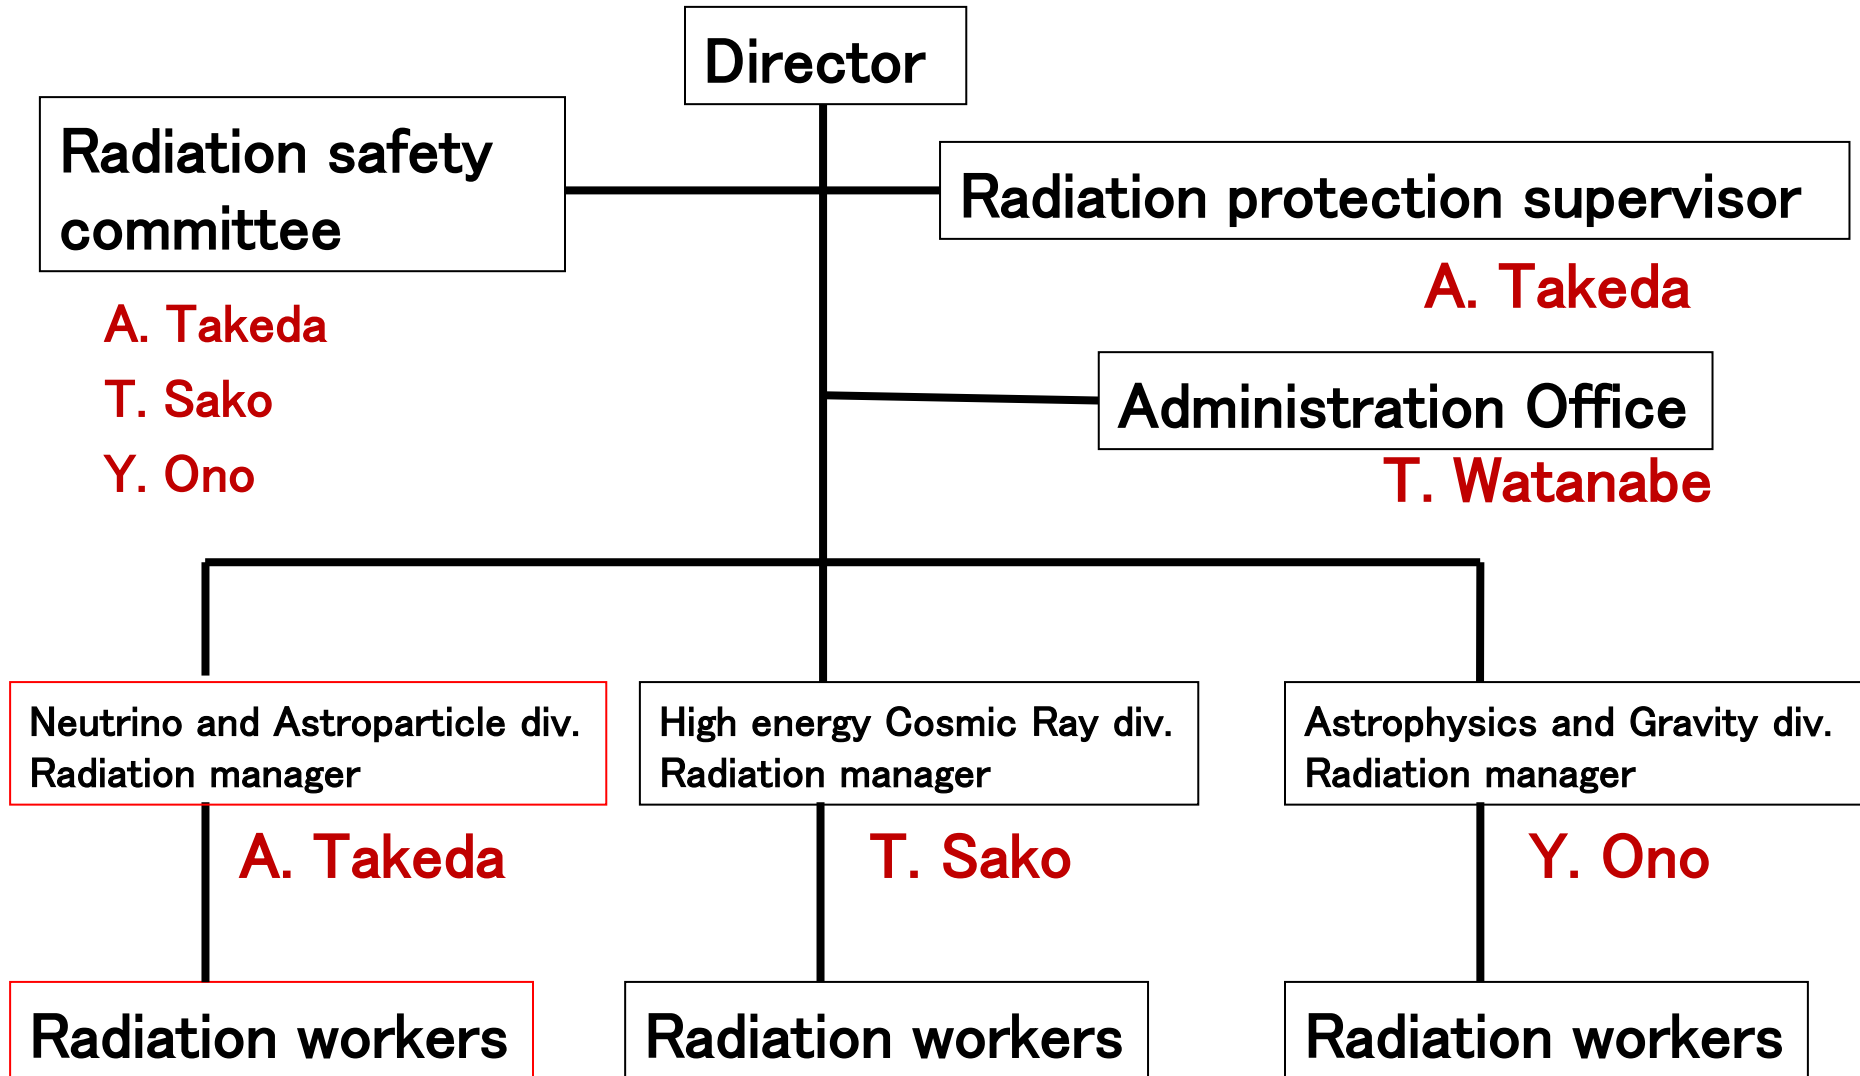 Director
Radiation safety
committee
Radiation protection supervisor
A. Takeda
A. Takeda
T. Sako
Y. Ono
Administration Office
T. Watanabe
Neutrino and Astroparticle div.
Radiation manager
High energy Cosmic Ray div.
Radiation manager
Astrophysics and Gravity div.
Radiation manager
A. Takeda
T. Sako
Y. Ono
Radiation workers
Radiation workers
Radiation workers